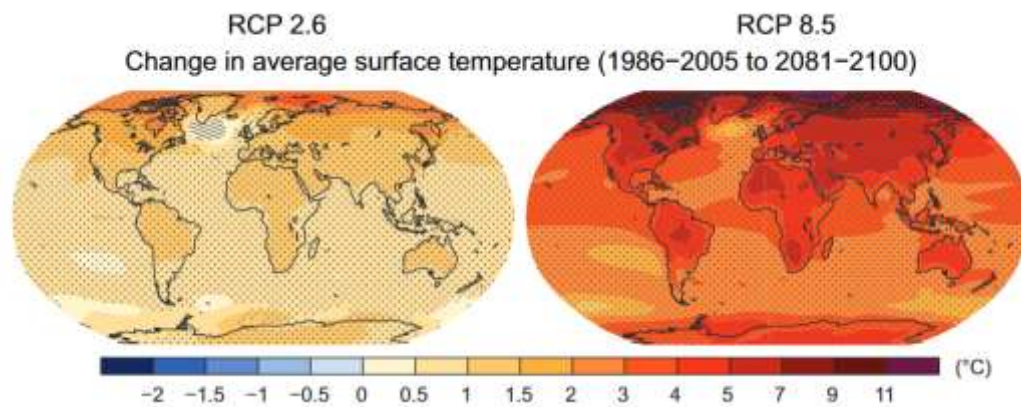 RCP 2.6 RCP 8.5
Change in average surface temperature (1986−2005 to 2081−2100)
(°C)
−2 −1.5 −1 −0.5 0 0.5 1 1.5 2 3 4 5 7 9 11